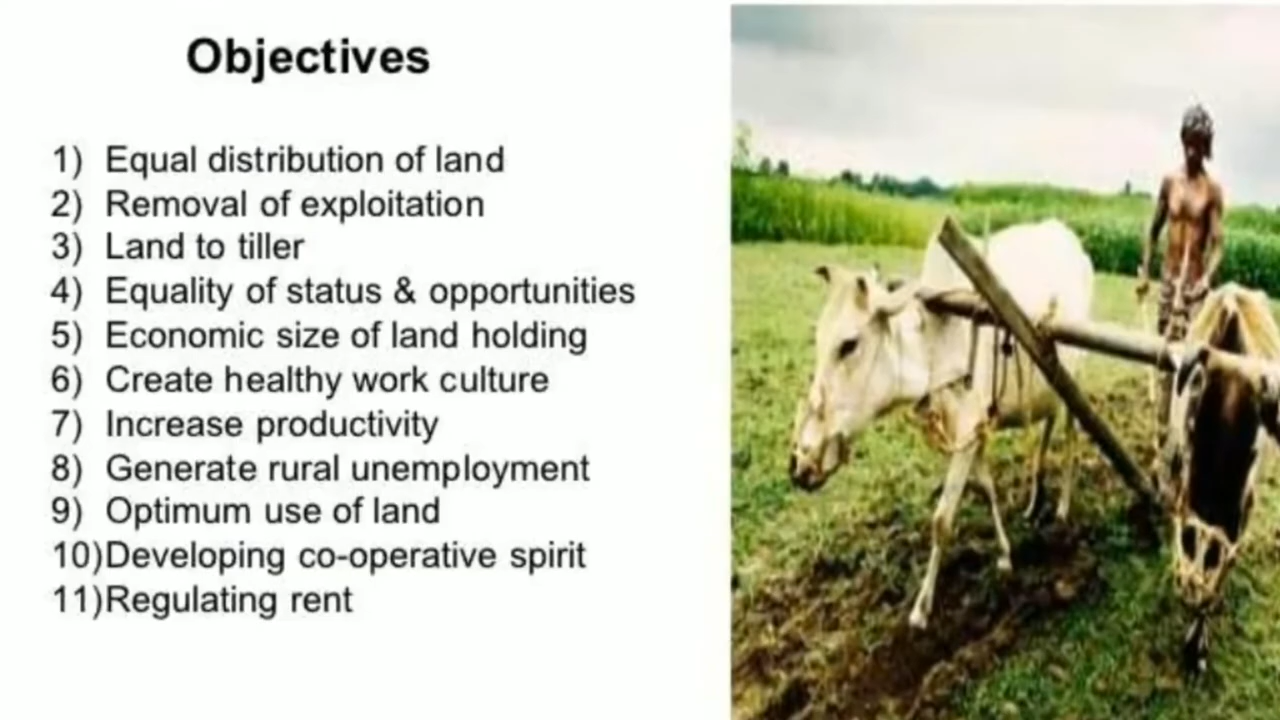 Objectives
1) Equal distribution of land
2) Removal of exploitation
3) Land to tiller
4) Equality of status & opportunities
5) Economic size of land holding
6) Create healthy work culture
7) Increase productivity
8) Generate rural unemployment
9) Optimum use of land
10)Developing co-operative spirit
11)Regulating rent